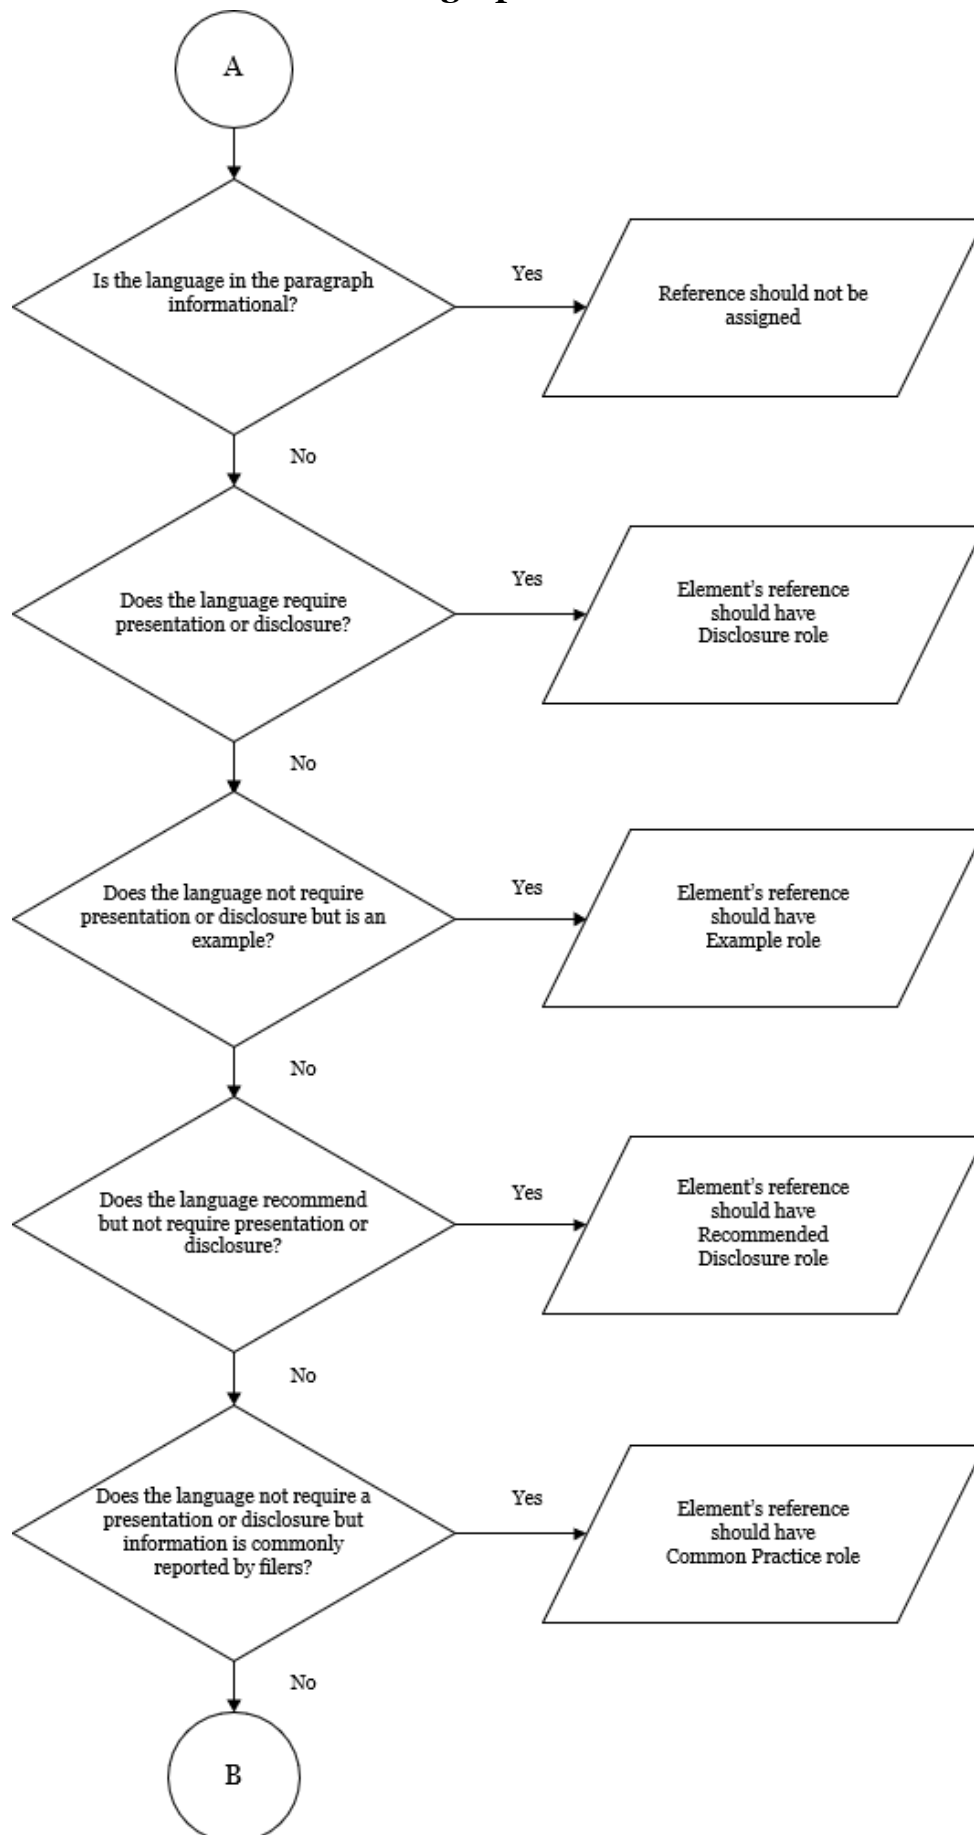 A
Is the language in the paragraph
informational?
Yes
Reference should not be
assigned
No
Does the language require
presentation or disclosure?
Yes
Element’s reference
should have
Disclosure role
No
Does the language not require
presentation or disclosure but is an
example?
Yes
Element’s reference
should have
Example role
No
Does the language recommend
but not require presentation or
disclosure?
Yes
Element’s reference
should have
Recommended
Disclosure role
No
Does the language not require a
presentation or disclosure but
information is commonly
reported by filers?
Yes
Element’s reference
should have
Common Practice role
No
B